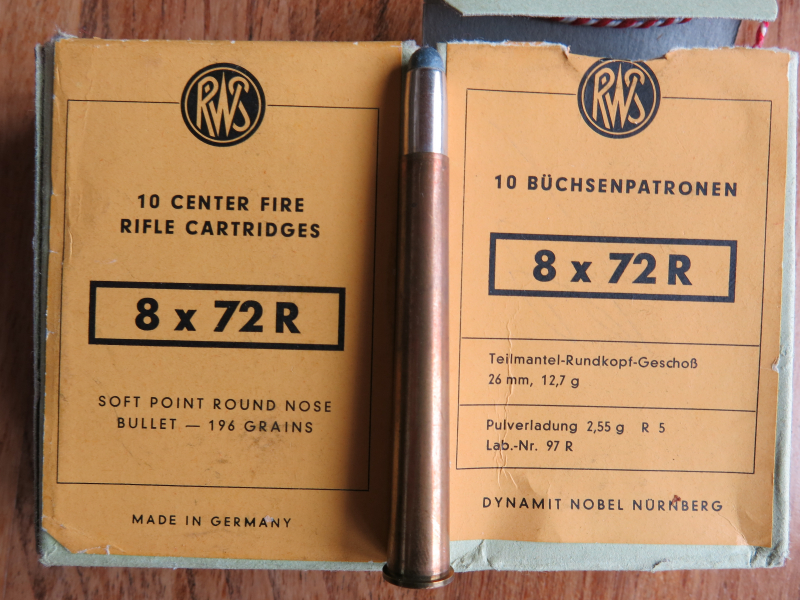 RWS
10 CENTER FIRE
RIFLE CARTRIDGES
8 x 72 R
SOFT POINT ROUND NOSE
BULLET — 196 GRAINS
MADE IN GERMANY
RWS
10 BÜCHSENPATRONEN
8 x 72 R
Teilmantel-Rundkopf-Geschoß
26 mm, 12,7 g
Pulverladung 2,55 g R 5
Lab.-Nr. 97 R
DYNAMIT NOBEL NÜRNBERG